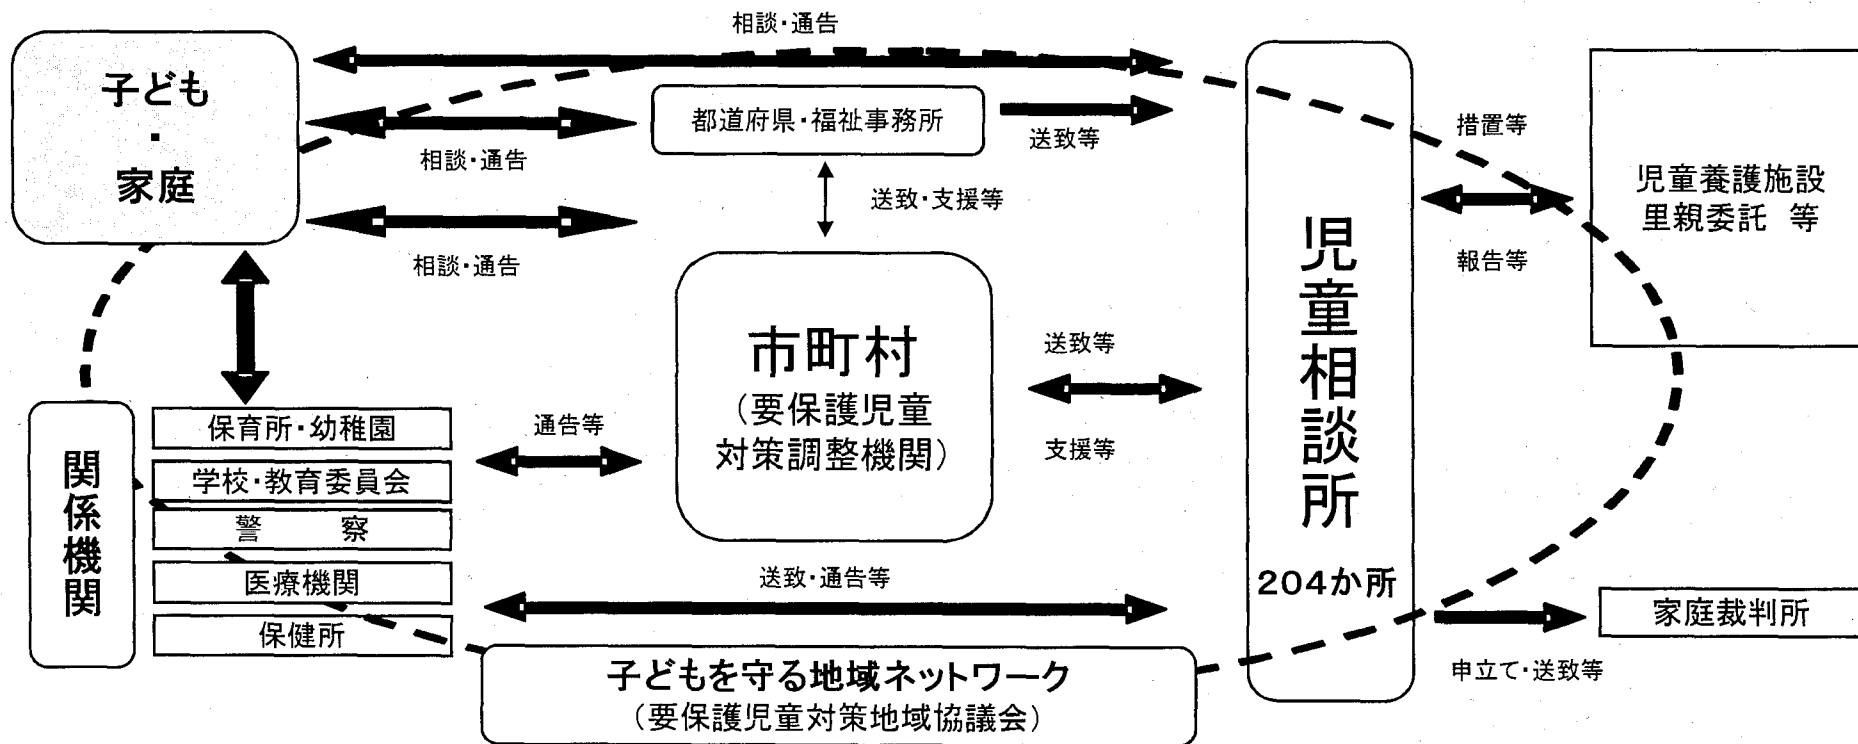 相談・通告
子ども
・
家庭
都道府県・福祉事務所
送致等
相談・通告
送致・支援等
相談・通告
措置等
報告等
児童養護施設
里親委託 等
市町村
(要保護児童
対策調整機関)
送致等
支援等
児童相談所
204か所
関係機関
保育所・幼稚園
学校・教育委員会
警 察
医療機関
保健所
通告等
送致・通告等
子どもを守る地域ネットワーク
(要保護児童対策地域協議会)
家庭裁判所
申立て・送致等